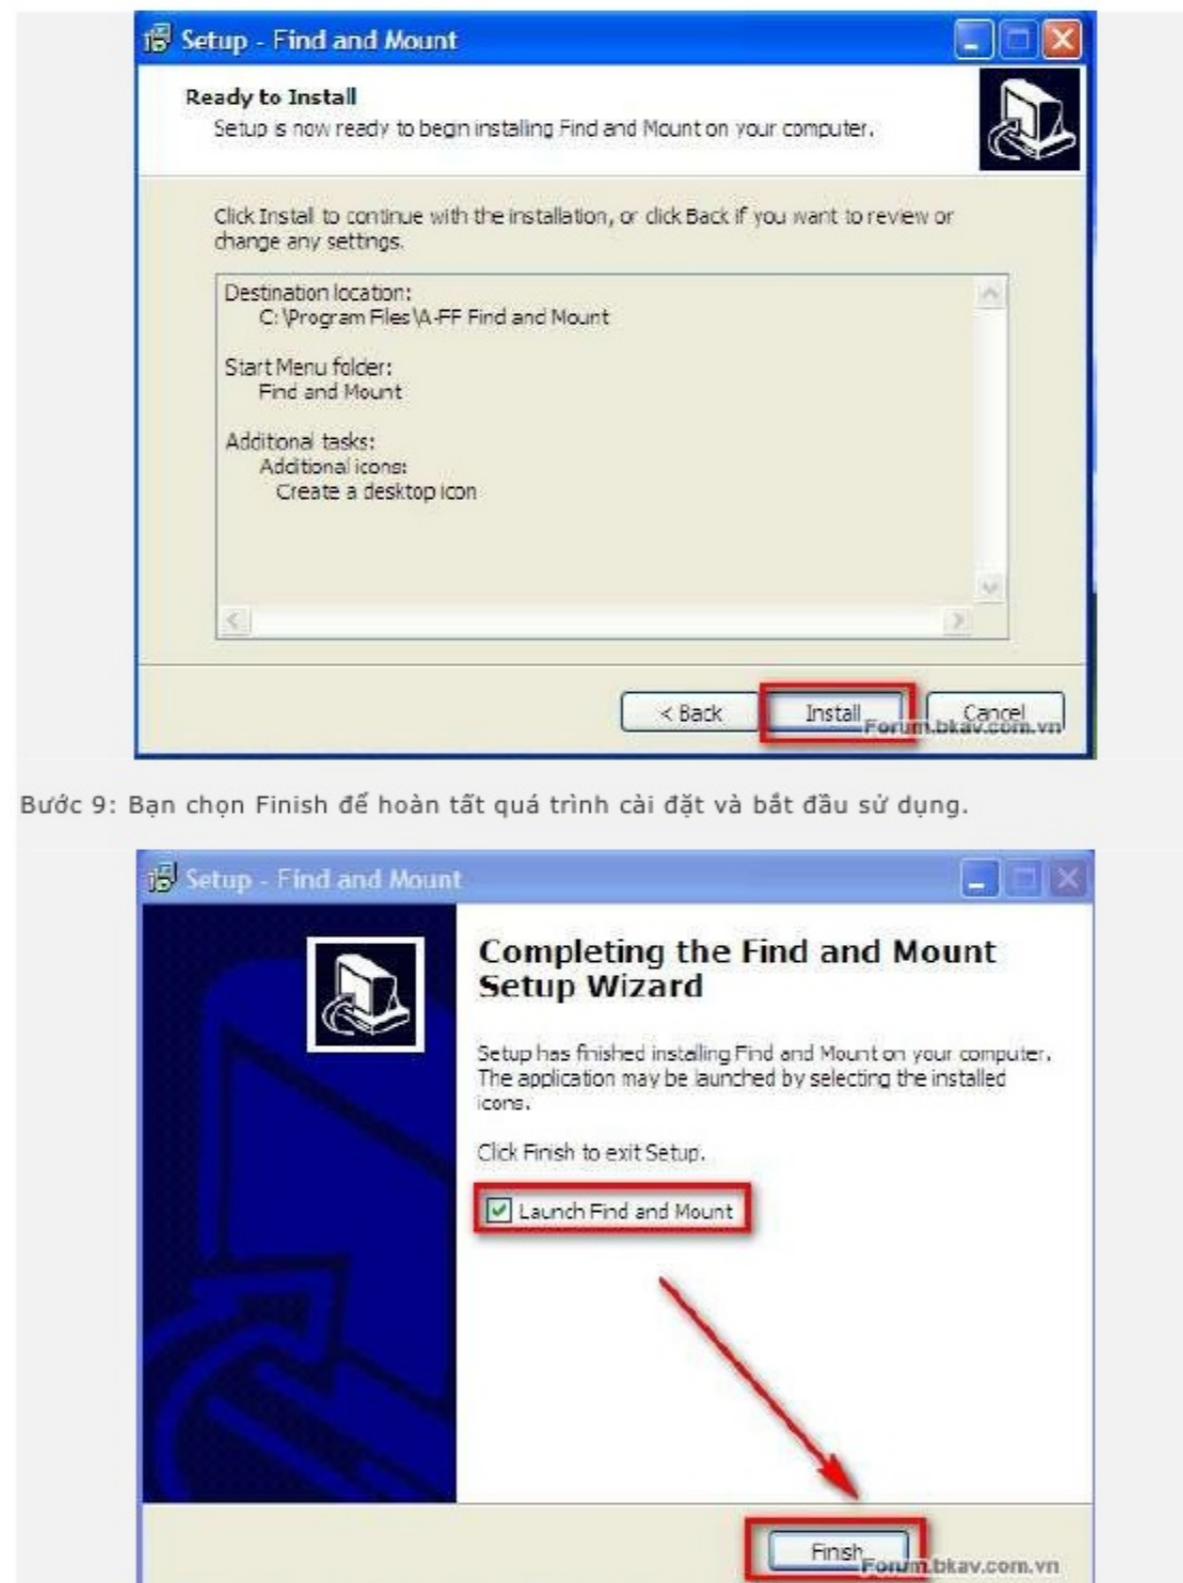 Setup - Find and Mount
Ready to Install
Setup is now ready to begin installing Find and Mount on your computer.
Click Install to continue with the installation, or click Back if you want to review or
change any settings.
Destination location:
C:\Program Files\A-FF Find and Mount
Start Menu folder:
Find and Mount
Additional tasks:
Additional icons:
Create a desktop icon
< Back Install Cancel
Forum.bkav.com.vn
Bước 9: Bạn chọn Finish để hoàn tất quá trình cài đặt và bắt đầu sử dụng.
Setup - Find and Mount
Completing the Find and Mount
Setup Wizard
Setup has finished installing Find and Mount on your computer.
The application may be launched by selecting the installed
icons.
Click Finish to exit Setup.
Launch Find and Mount
Finish
Forum.bkav.com.vn